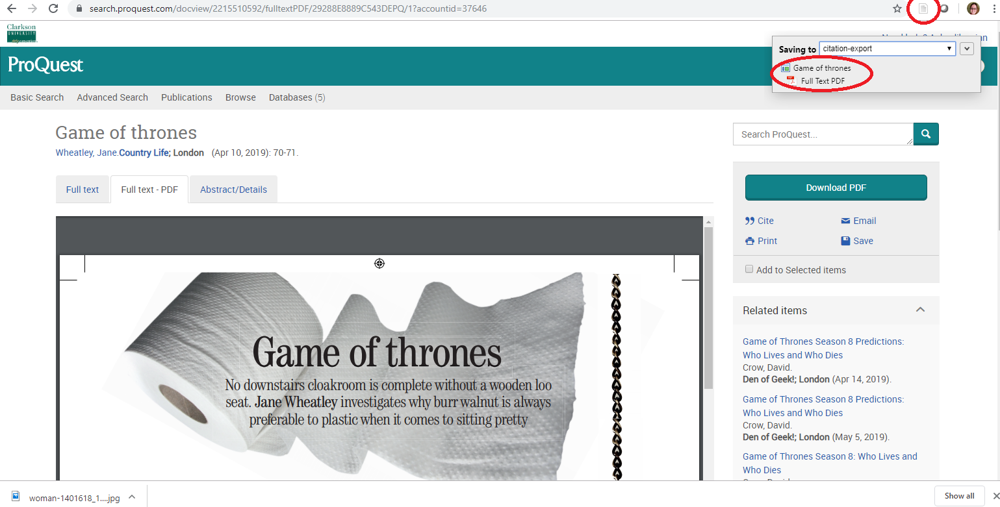 search.proquest.com/docview/2215510592/fulltextPDF/29288E8889C543DEPQ/1?accountid=37646
Clarkson
UNIVERSITY
Saving to citation-export
Game of thrones
Full Text PDF
ProQuest
Basic Search Advanced Search Publications Browse Databases (5)
Game of thrones
Wheatley, Jane.Country Life; London (Apr 10, 2019): 70-71.
Search ProQuest...
Full text Full text - PDF Abstract/Details
Download PDF
Cite Email
Print Save
Add to Selected items
Game of thrones
No downstairs cloakroom is complete without a wooden loo
seat. Jane Wheatley investigates why burr walnut is always
preferable to plastic when it comes to sitting pretty
Related items
Game of Thrones Season 8 Predictions:
Who Lives and Who Dies
Crow, David.
Den of Geek!; London (Apr 14, 2019).
Game of Thrones Season 8 Predictions:
Who Lives and Who Dies
Crow, David.
Den of Geek!; London (May 5, 2019).
Game of Thrones Season 8: Who Lives and
Who Dies
woman-1401618_1....jpg
Show all